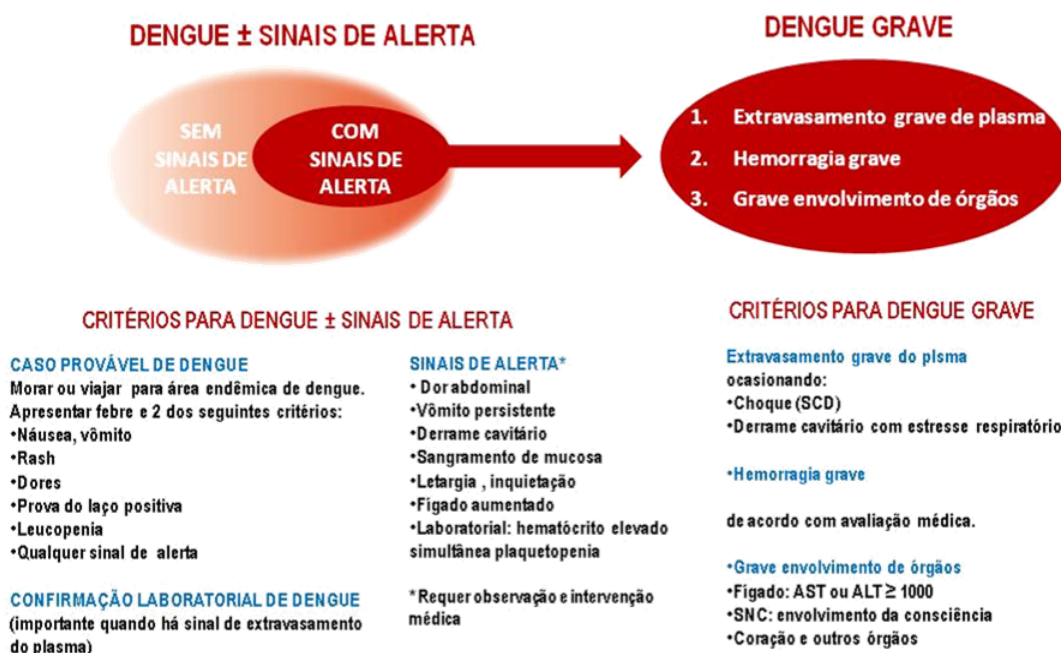 DENGUE ± SINAIS DE ALERTA
SEM
SINAIS DE
ALERTA
COM
SINAIS DE
ALERTA
DENGUE GRAVE
1. Extravasamento grave de plasma
2. Hemorragia grave
3. Grave envolvimento de órgãos
CRITÉRIOS PARA DENGUE ± SINAIS DE ALERTA
CASO PROVÁVEL DE DENGUE
Morar ou viajar para área endêmica de dengue.
Apresentar febre e 2 dos seguintes critérios:
•Náusea, vômito
•Rash
•Dores
•Prova do laço positiva
•Leucopenia
•Qualquer sinal de alerta
CONFIRMAÇÃO LABORATORIAL DE DENGUE
(importante quando há sinal de extravasamento
do plasma)
SINAIS DE ALERTA*
• Dor abdominal
•Vômito persistente
•Derrame cavitário
•Sangramento de mucosa
•Letargia , inquietação
•Fígado aumentado
•Laboratorial: hematócrito elevado
simultânea plaquetopenia
*Requer observação e intervenção
médica
CRITÉRIOS PARA DENGUE GRAVE
Extravasamento grave do plsma
ocasionando:
•Choque (SCD)
•Derrame cavitário com estresse respiratório
•Hemorragia grave
de acordo com avaliação médica.
•Grave envolvimento de órgãos
•Fígado: AST ou ALT ≥ 1000
•SNC: envolvimento da consciência
•Coração e outros órgãos